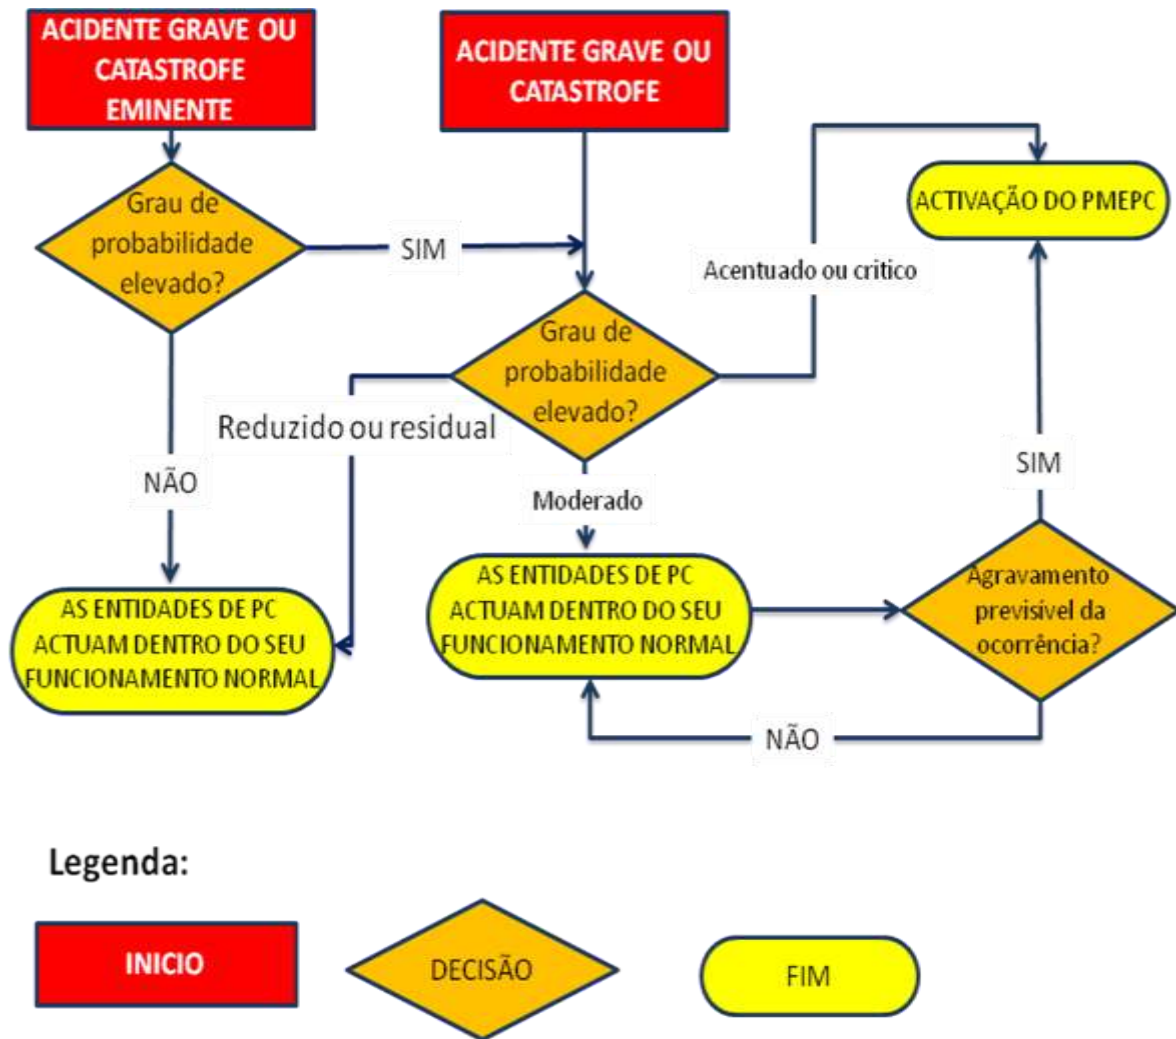 ACIDENTE GRAVE OU
CATASTROFE
EMINENTE
ACIDENTE GRAVE OU
CATASTROFE
Grau de
probabilidade
elevado?
SIM
Acentuado ou critico
ACTIVAÇÃO DO PMEPC
Grau de
probabilidade
elevado?
Reduzido ou residual
NÃO
Moderado
SIM
AS ENTIDADES DE PC
ACTUAM DENTRO DO SEU
FUNCIONAMENTO NORMAL
AS ENTIDADES DE PC
ACTUAM DENTRO DO SEU
FUNCIONAMENTO NORMAL
Agravamento
previsível da
ocorrência?
NÃO
Legenda:
INICIO
DECISÃO
FIM